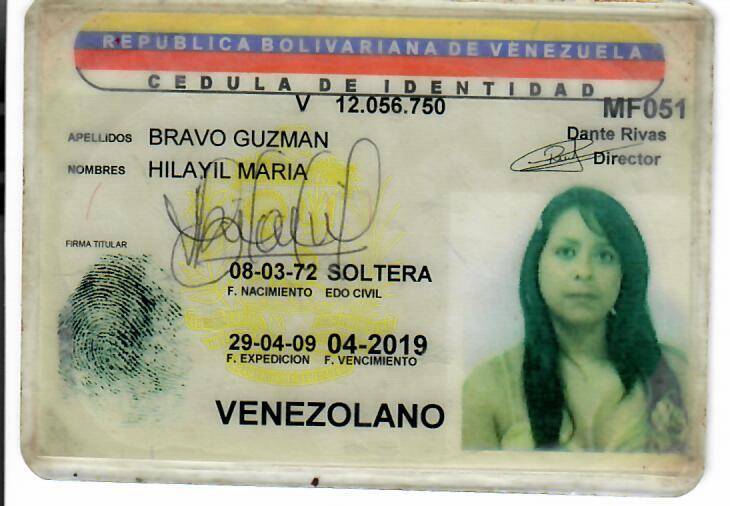 REPUBLICA BOLIVARIANA DE VENEZUELA
CEDULA DE IDENTIDAD
V 12.056.750
MF051
APELLIDOS BRAVO GUZMAN
Dante Rivas
Director
NOMBRES HILAYIL MARIA
FIRMA TITULAR
08-03-72 SOLTERA
F. NACIMIENTO EDO CIVIL
29-04-09 04-2019
F. EXPEDICION F. VENCIMIENTO
VENEZOLANO